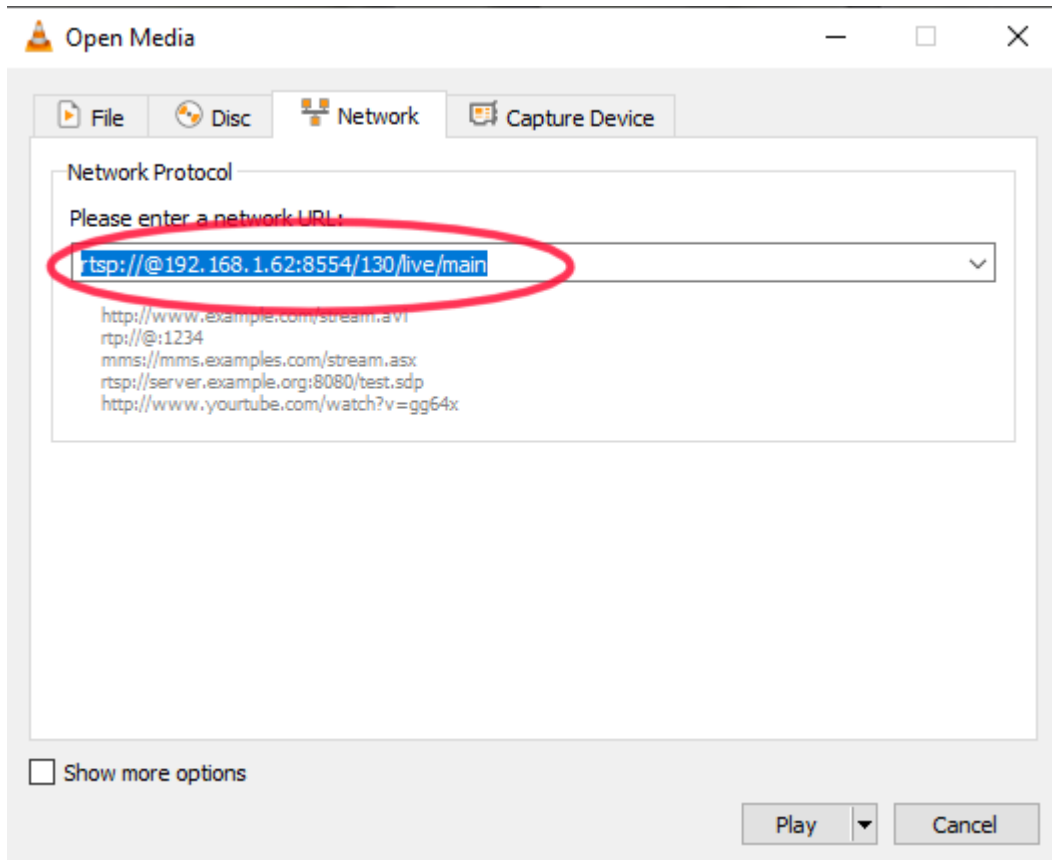 Open Media
File Disc Network Capture Device
Network Protocol
Please enter a network URL:
rtsp://@192.168.1.62:8554/130/live/main
http://www.example.com/stream.avi
rtp://@:1234
mms://mms.examples.com/stream.asx
rtsp://server.example.org:8080/test.sdp
http://www.yourtube.com/watch?v=gg64x
Show more options
Play Cancel